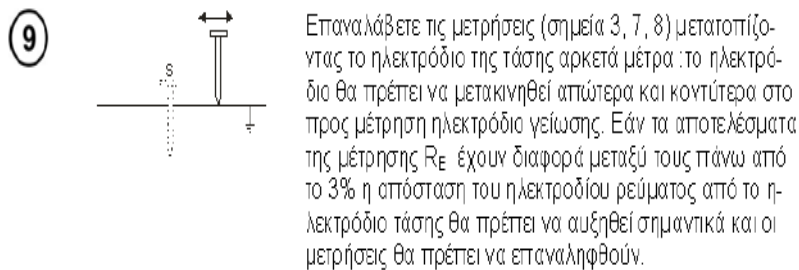 9
S
Επαναλάβετε τις μετρήσεις (σημεία 3, 7, 8) μετατοπίζο-
ντας το ηλεκτρόδιο της τάσης αρκετά μέτρα :το ηλεκτρό-
διο θα πρέπει να μετακινηθεί απώτερα και κοντύτερα στο
προς μέτρηση ηλεκτρόδιο γείωσης. Εάν τα αποτελέσματα
της μέτρησης RE έχουν διαφορά μεταξύ τους πάνω από
το 3% η απόσταση του ηλεκτροδίου ρεύματος από το η-
λεκτρόδιο τάσης θα πρέπει να αυξηθεί σημαντικά και οι
μετρήσεις θα πρέπει να επαναληφθούν.